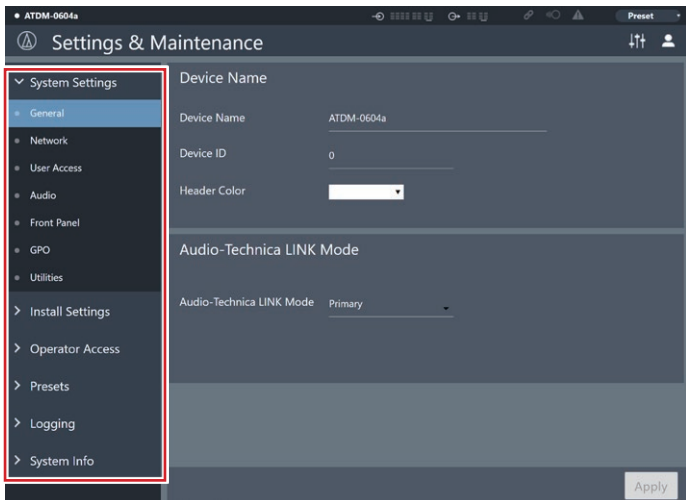 ATDM-0604a
Preset
Settings & Maintenance
System Settings
General
Network
User Access
Audio
Front Panel
GPO
Utilities
Install Settings
Operator Access
Presets
Logging
System Info
Device Name
Device Name ATDM-0604a
Device ID 0
Header Color
Audio-Technica LINK Mode
Audio-Technica LINK Mode Primary
Apply